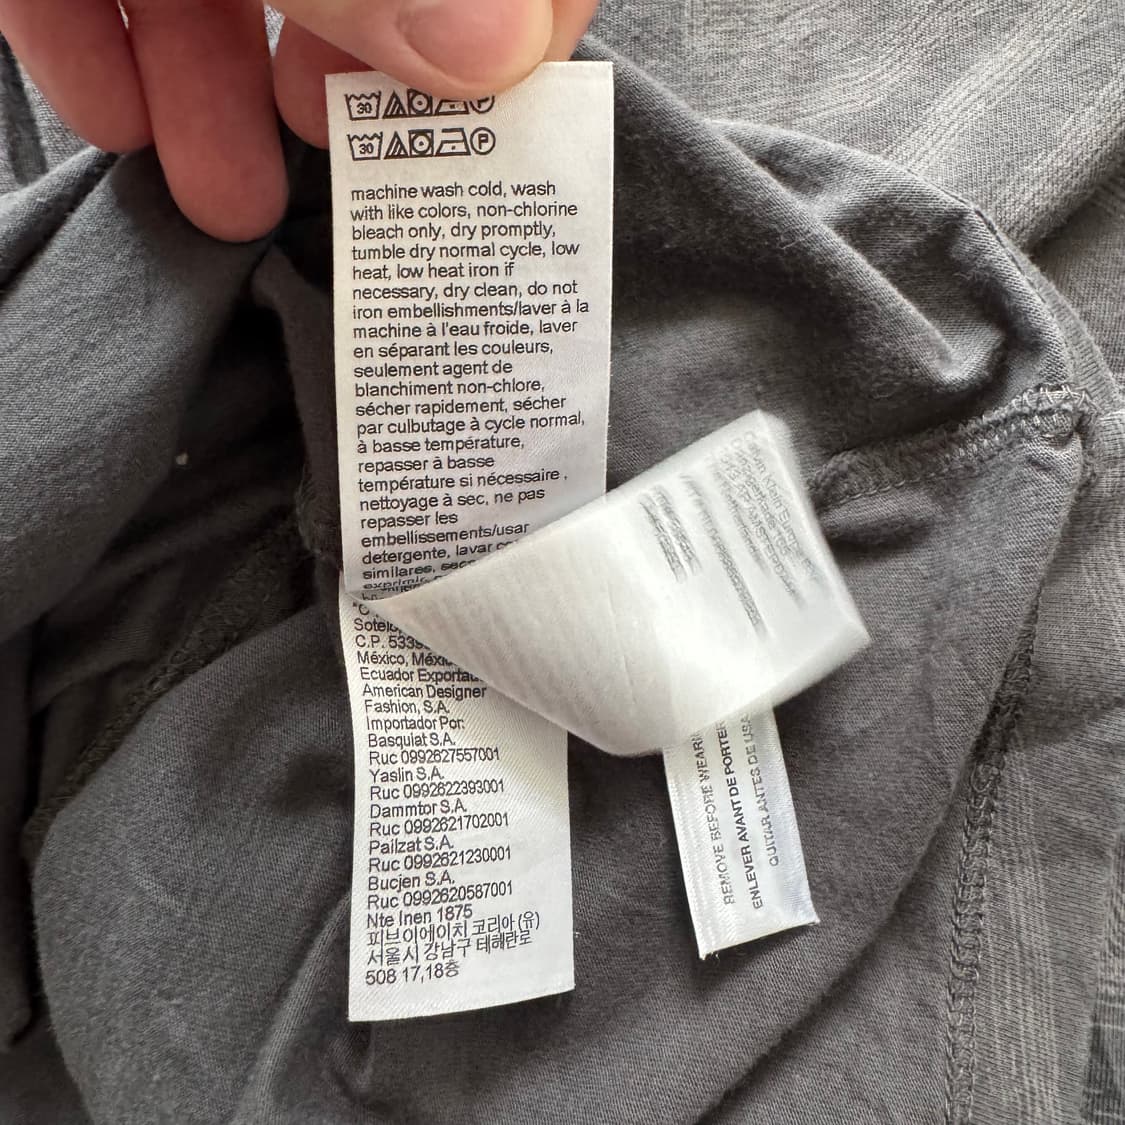 30 P
30 P
machine wash cold, wash
with like colors, non-chlorine
bleach only, dry promptly,
tumble dry normal cycle, low
heat, low heat iron if
necessary, dry clean, do not
iron embellishments/laver à la
machine à l'eau froide, laver
en séparant les couleurs,
seulement agent de
blanchiment non-chlore,
sécher rapidement, sécher
par culbutage à cycle normal,
à basse température,
repasser à basse
température si nécessaire ,
nettoyage à sec, ne pas
repasser les
embellissements/usar
detergente, lavar
similares,
C.P.
México,
Ecuador
American Designer
Fashion, S.A.
Importador Por:
Basquiat S.A.
Ruc 0992627557001
Yaslin S.A.
Ruc 0992622393001
Dammtor S.A.
Ruc 0992621702001
Pailzat S.A.
Ruc 0992621230001
Bucjen S.A.
Ruc 0992620587001
Nte Inen 1875
피브이에이치 코리아 (유)
서울시 강남구 테헤란로
508 17,18층
REMOVE BEFORE
ENLEVER AVANT DE PORTER
QUITAR ANTES DE